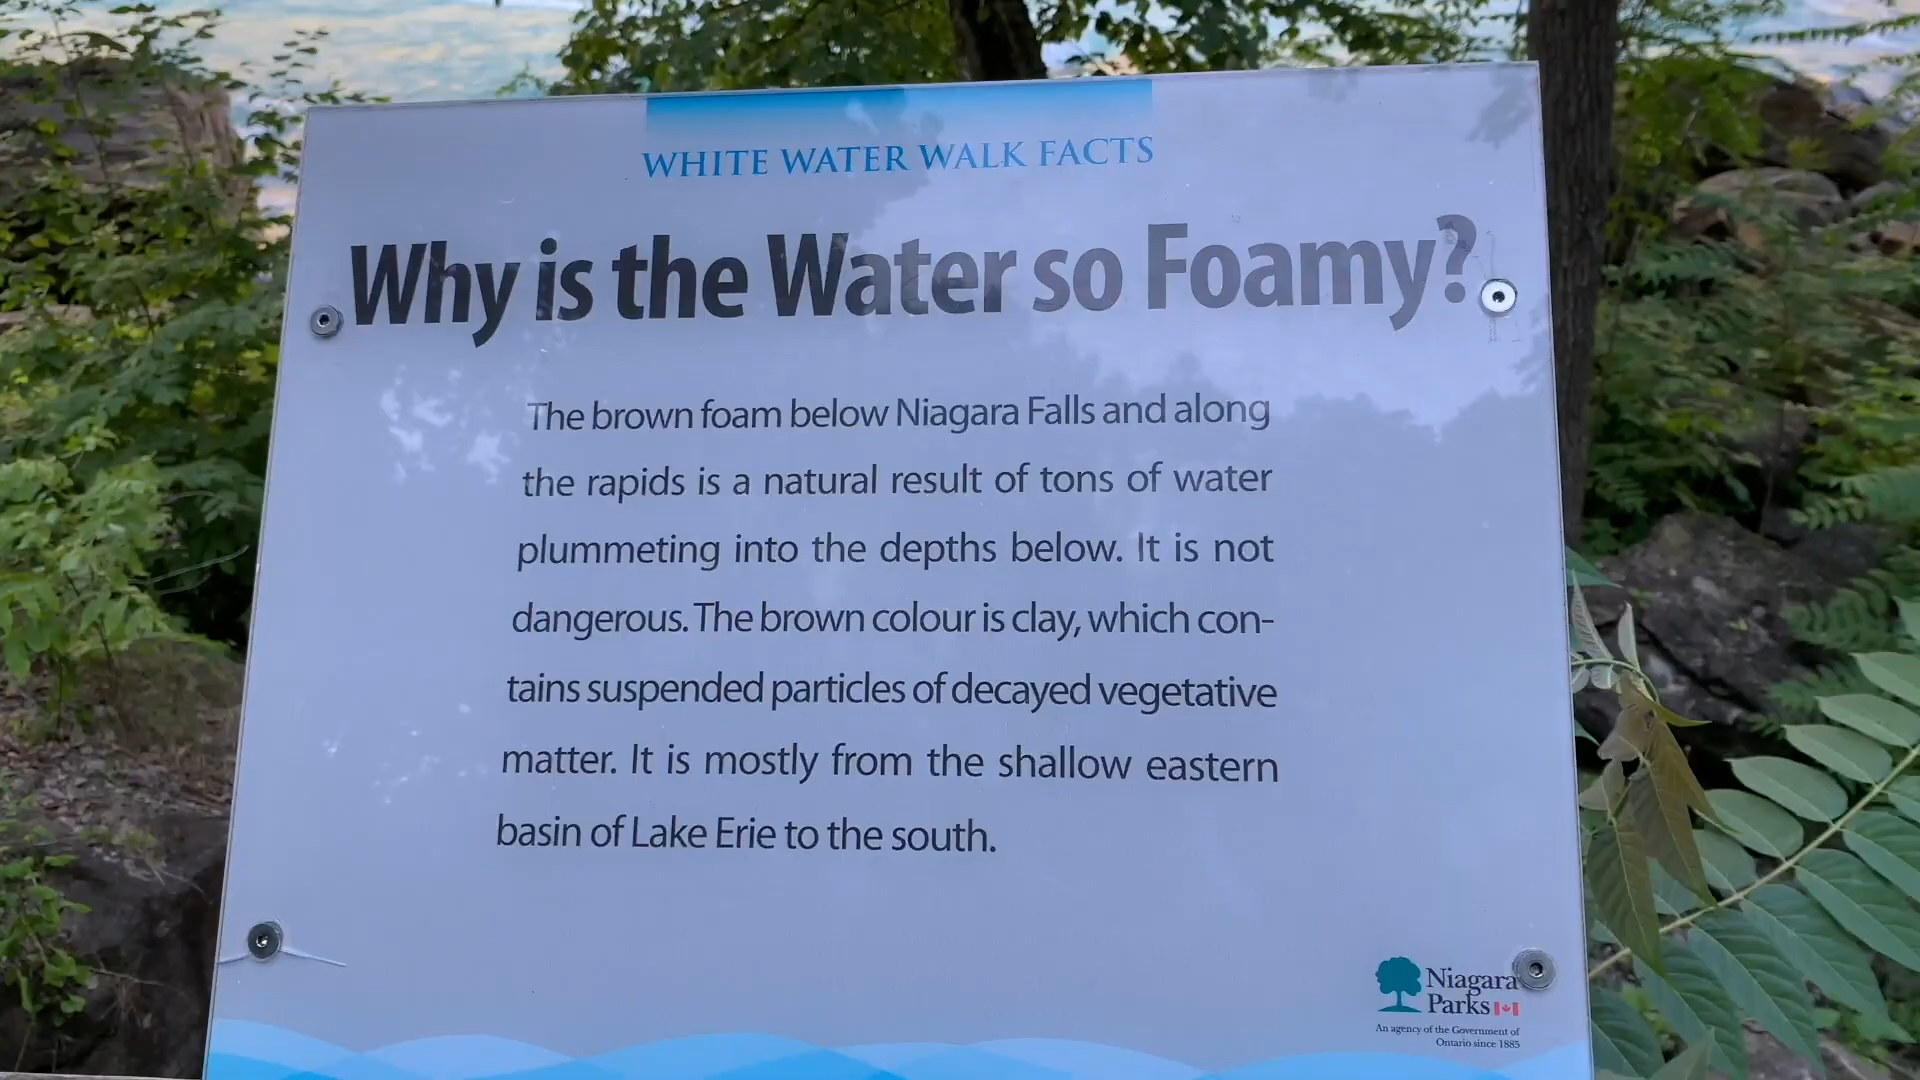 WHITE WATER WALK FACTS
Why is the Water so Foamy?
The brown foam below Niagara Falls and along
the rapids is a natural result of tons of water
plummeting into the depths below. It is not
dangerous. The brown colour is clay, which con-
tains suspended particles of decayed vegetative
matter. It is mostly from the shallow eastern
basin of Lake Erie to the south.
Niagara
Parks
An agency of the Government of
Ontario since 1885